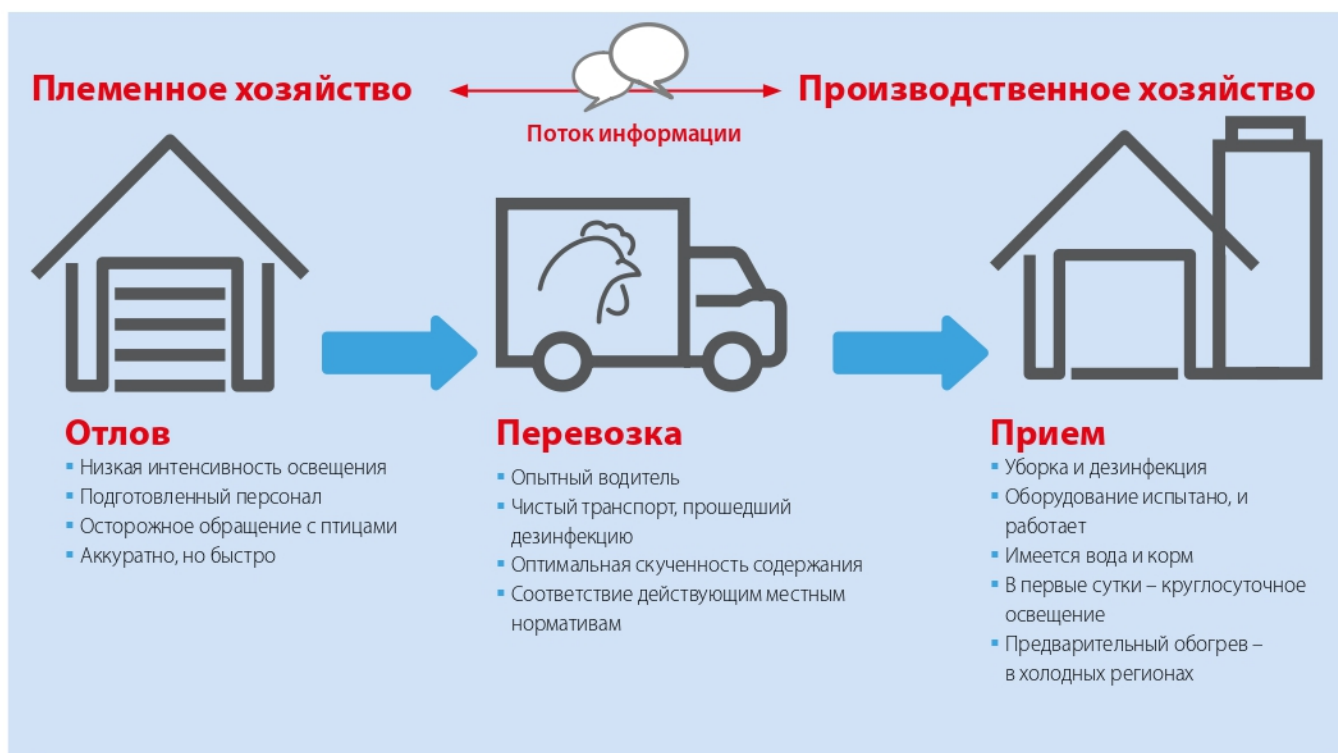 Племенное хозяйство
Производственное хозяйство
Поток информации
Отлов
▪ Низкая интенсивность освещения
▪ Подготовленный персонал
▪ Осторожное обращение с птицами
▪ Аккуратно, но быстро
Перевозка
▪ Опытный водитель
▪ Чистый транспорт, прошедший
дезинфекцию
▪ Оптимальная скученность содержания
▪ Соответствие действующим местным
нормативам
Прием
▪ Уборка и дезинфекция
▪ Оборудование испытано, и
работает
▪ Имеется вода и корм
▪ В первые сутки – круглосуточное
освещение
▪ Предварительный обогрев –
в холодных регионах